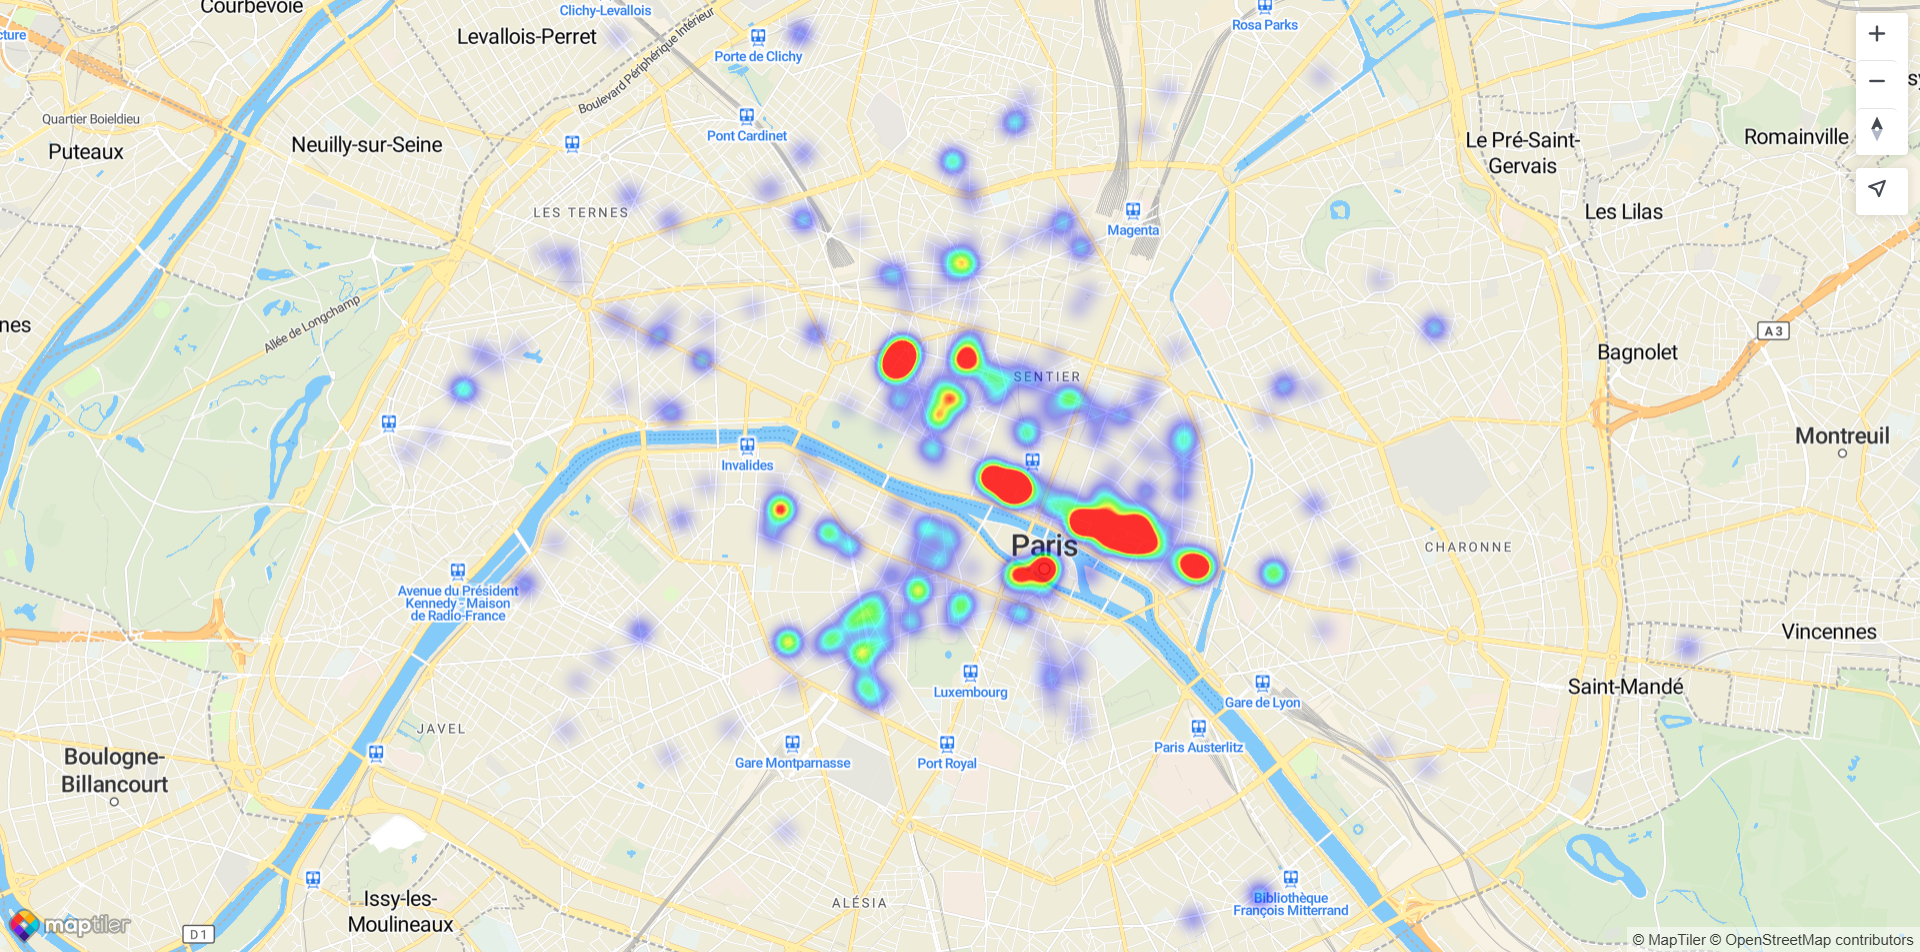 Courbevoie
Clichy-Levallois
Rosa Parks
cture
Levallois-Perret
Porte de Clichy
Boulevard Périphérique Intérieur
Quartier Boieldieu
Puteaux
Neuilly-sur-Seine
Pont Cardinet
Le Pré-Saint-
Gervais
Romainville
LES TERNES
Magenta
Les Lilas
Allée de Longchamp
nes
A 3
Bagnolet
SENTIER
Montreuil
Invalides
Paris
CHARONNE
Avenue du Président
Kennedy - Maison
de Radio-France
Vincennes
Luxembourg
Saint-Mandé
Gare de Lyon
JAVEL
Paris Austerlitz
Boulogne-
Billancourt
Gare Montparnasse
Port Royal
Issy-les-
Moulineaux
ALÉSIA
Bibliothèque
François Mitterrand
maptiler
D 1
© MapTiler © OpenStreetMap contributors